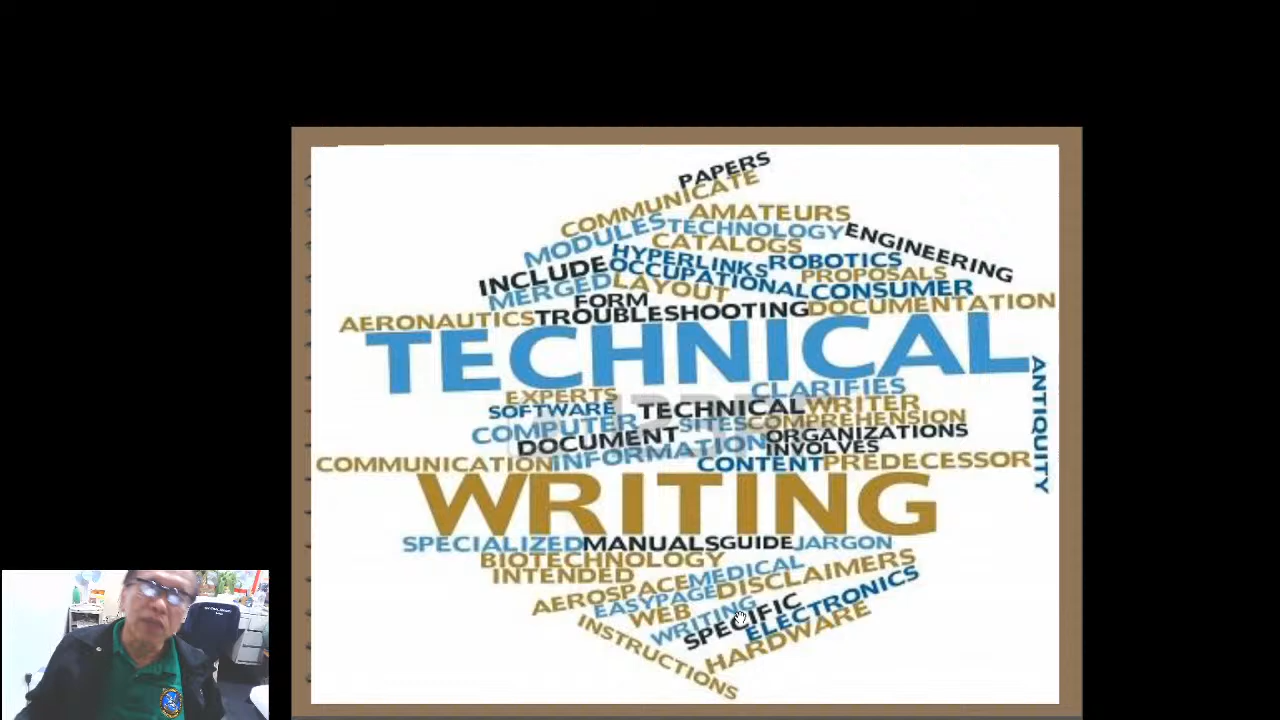 PAPERS
COMMUNICATE
AMATEURS
MODULES
TECHNOLOGY
ENGINEERING
CATALOGS
HYPERLINKS
ROBOTICS
INCLUDE
OCCUPATIONAL
PROPOSALS
MERGED
LAYOUT
CONSUMER
FORM
DOCUMENTATION
AERONAUTICS
TROUBLESHOOTING
TECHNICAL
ANTIQUITY
CLARIFIES
EXPERTS
SOFTWARE
TECHNICAL
WRITER
COMPUTER
SITES
COMPREHENSION
DOCUMENT
ORGANIZATIONS
INFORMATION
INVOLVES
COMMUNICATION
CONTENT
PREDECESSOR
WRITING
SPECIALIZED
MANUALS
GUIDE
JARGON
BIOTECHNOLOGY
INTENDED
MEDICAL
DISCLAIMERS
AEROSPACE
EASYPAGE
WEB
WRITING
SPECIFIC
ELECTRONICS
HARDWARE
INSTRUCTIONS